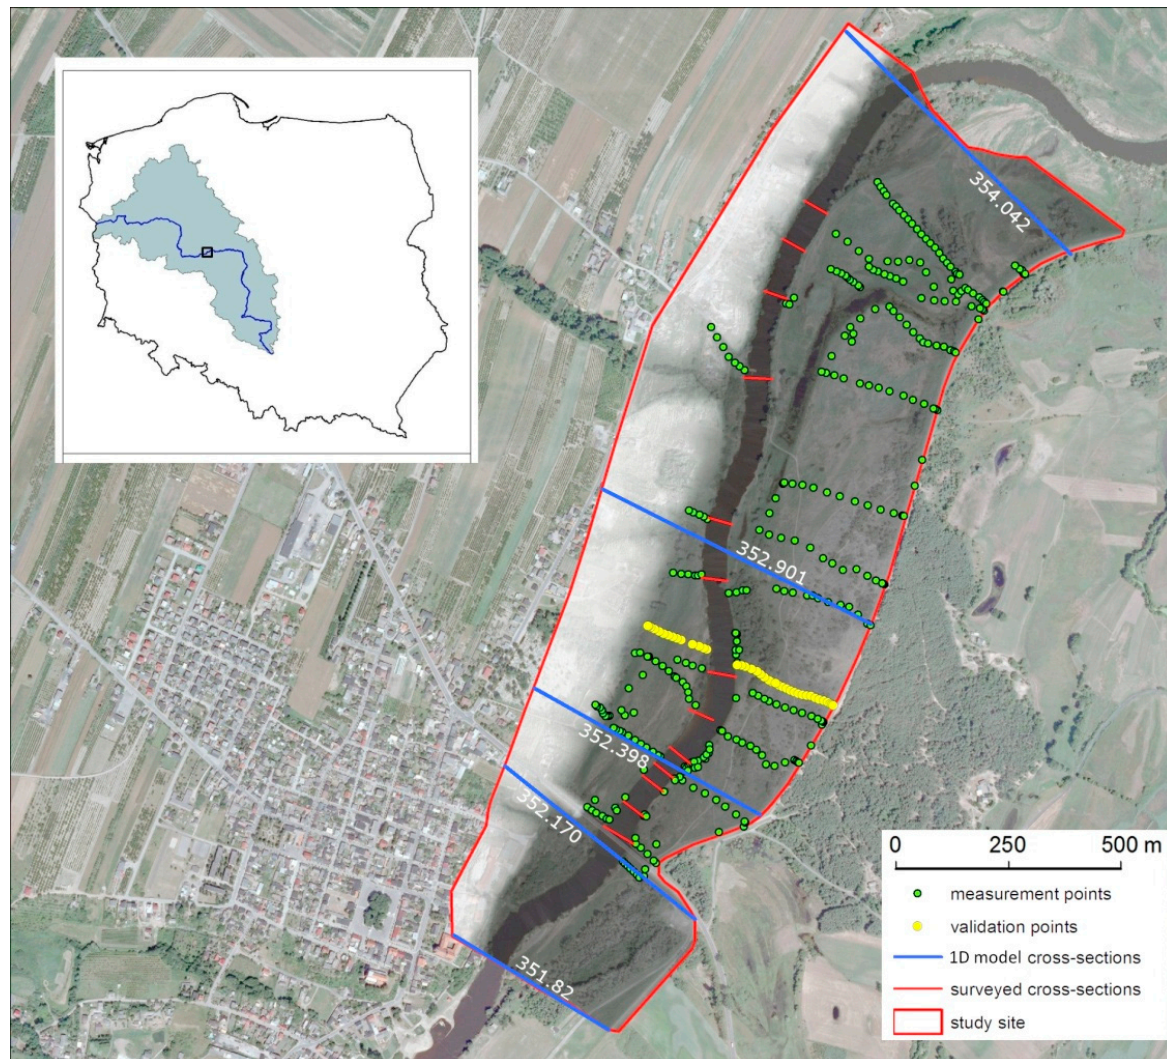 354.042
352.901
352.398
352.170
351.82
0 250 500 m
measurement points
validation points
1D model cross-sections
surveyed cross-sections
study site